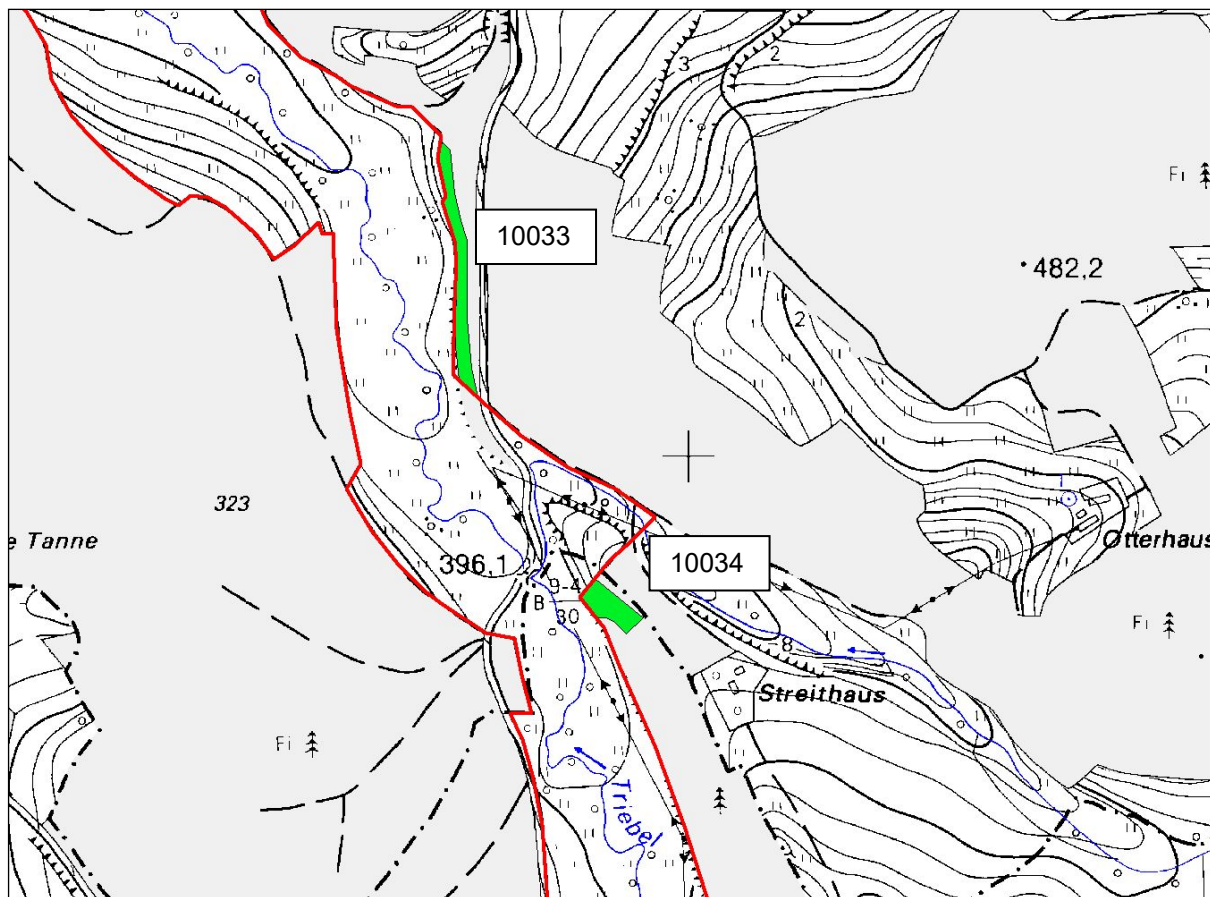 3
2
Fi
10033
482,2
2
323
e Tanne
396,1
10034
Otterhaus
9-4
B
30
Fi
8
Streithaus
Fi
Triebel